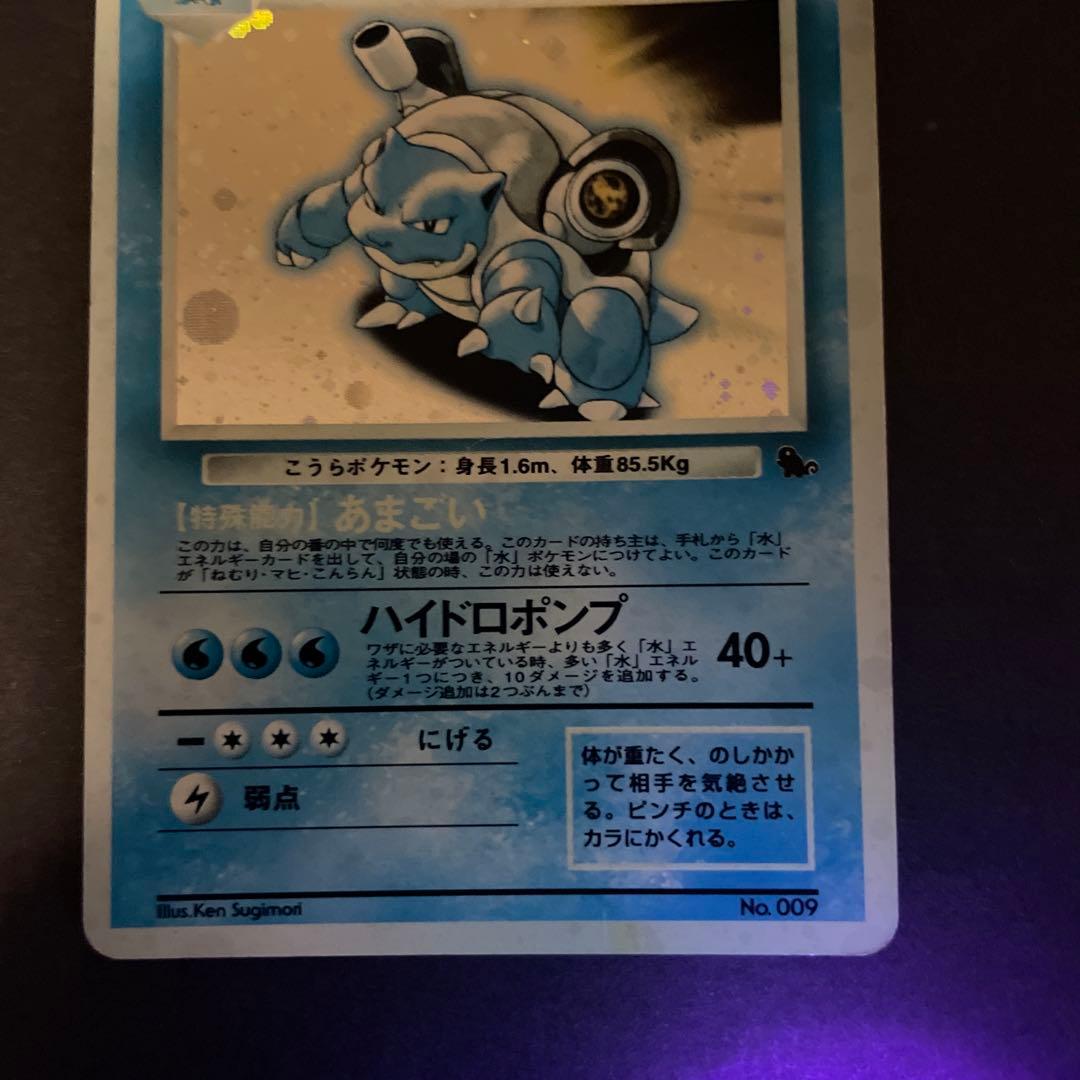 こうらポケモン：身長1.6m、体重85.5Kg
【特殊能力】あまごい
この力は、自分の番の中で何度でも使える。このカードの持ち主は、手札から「水」
エネルギーカードを出して、自分の場の「水」ポケモンにつけてよい。このカード
が「ねむり・マヒ・こんらん」状態の時、この力は使えない。
ハイドロポンプ
ワザに必要なエネルギーよりも多く「水」エ
ネルギーがついている時、多い「水」エネル
ギー1つにつき、10ダメージを追加する。
（ダメージ追加は2つぶんまで）
40+
にげる
弱点
体が重たく、のしかか
って相手を気絶させ
る。ピンチのときは、
カラにかくれる。
Illus.Ken Sugimori
No. 009